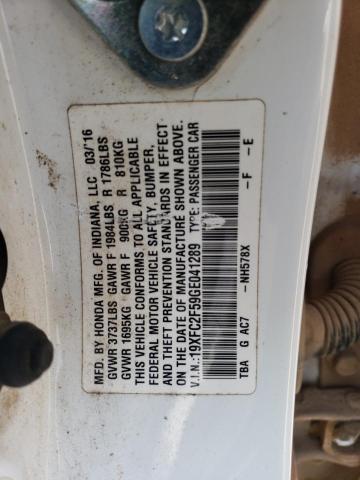 MFD. BY HONDA MFG. OF INDIANA, LLC 03/16
GVWR 3737LBS GAWR F 1984LBS R 1786LBS
GVWR 1695KG GAWR F 900KG R 810KG
THIS VEHICLE CONFORMS TO ALL APPLICABLE
FEDERAL MOTOR VEHICLE SAFETY, BUMPER,
AND THEFT PREVENTION STANDARDS IN EFFECT
ON THE DATE OF MANUFACTURE SHOWN ABOVE.
V.I.N.: 19XFC2F59GE041289 TYPE: PASSENGER CAR
TBA G AC7 -NH578X -F -E